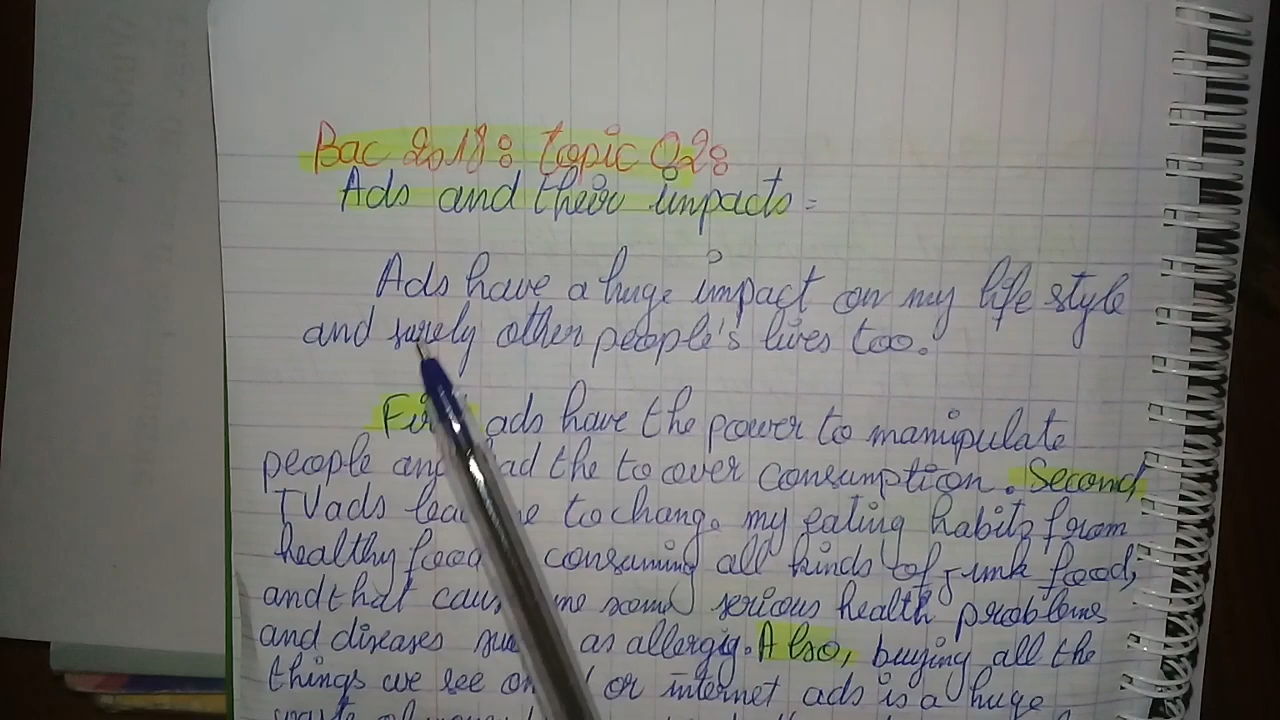 Bac 2018: topic 02:
Ads and their impacts:
Ads have a huge impact on my life style
and surely other people's lives too.
ads have the power to manipulate
people the to over consumption. Second
TV ads to change my eating habits from
healthy food consuming all kinds of junk food,
and that some serious health problems
and diseases as allergig. Also, buying all the
things we see or internet ads is a huge